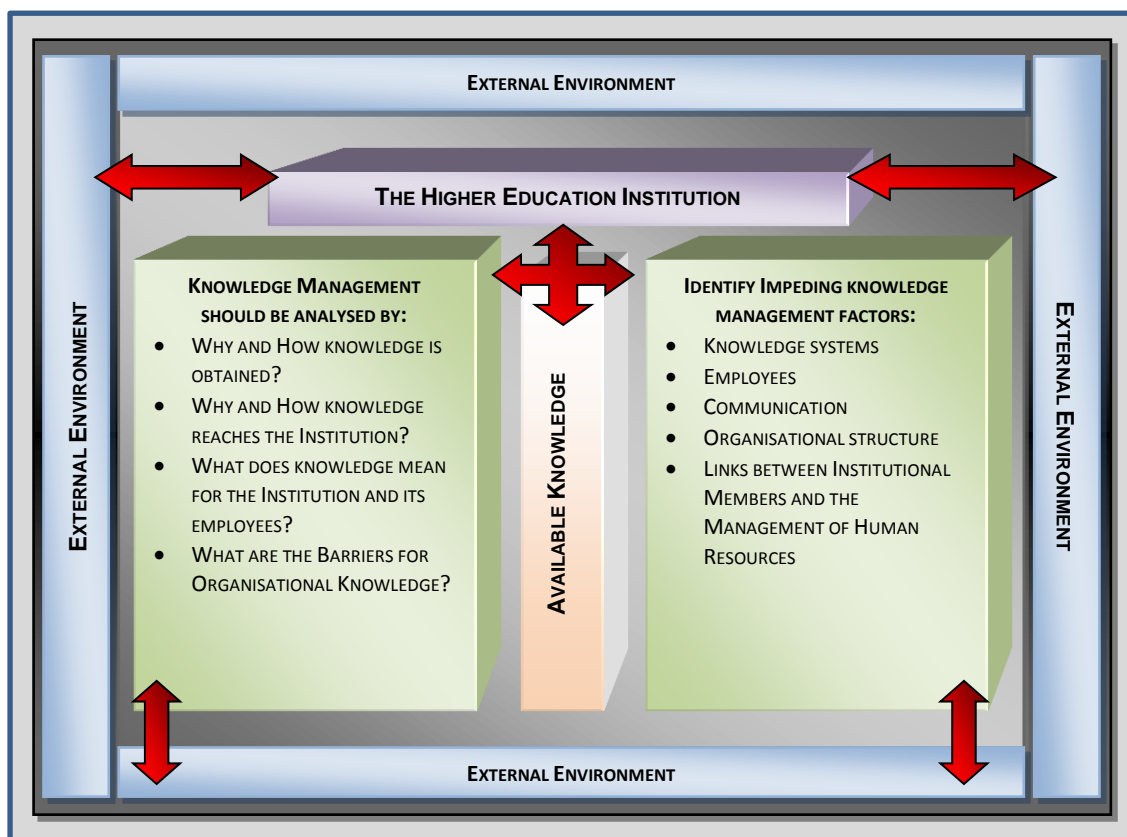 External Environment
The Higher Education Institution
External Environment
Knowledge Management
should be analysed by:
• Why and How knowledge is
obtained?
• Why and How knowledge
reaches the Institution?
• What does knowledge mean
for the Institution and its
employees?
• What are the Barriers for
Organisational Knowledge?
Available Knowledge
Identify Impeding knowledge
management factors:
• Knowledge systems
• Employees
• Communication
• Organisational structure
• Links between Institutional
Members and the
Management of Human
Resources
External Environment
External Environment